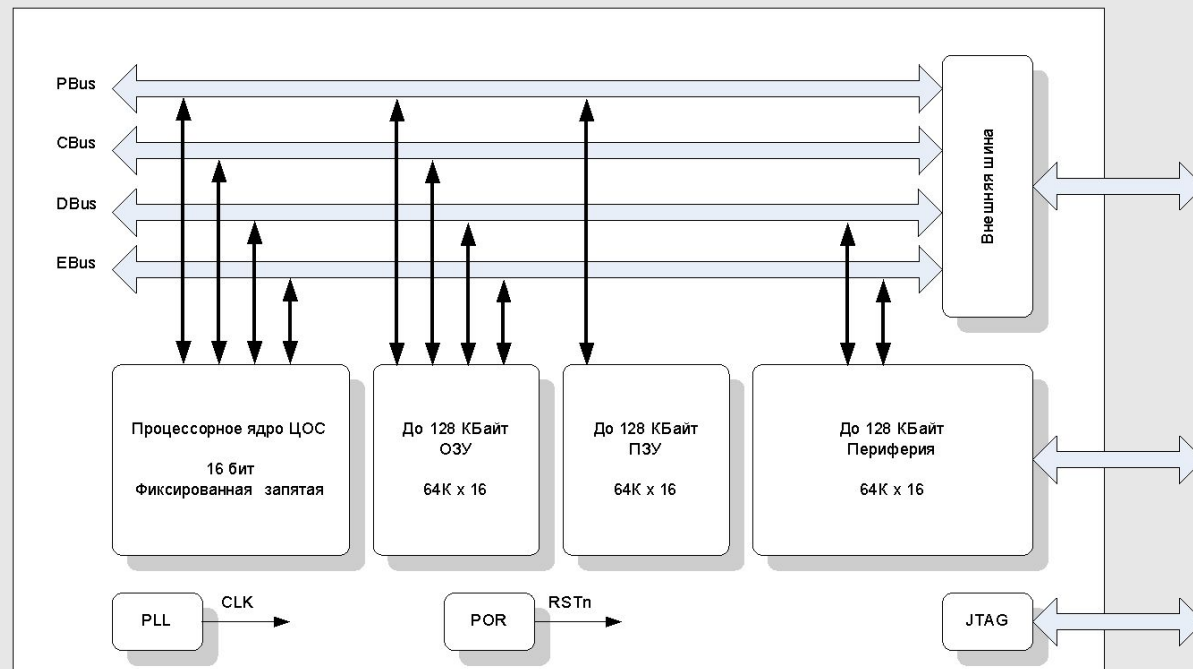 PBus
CBus
DBus
EBus
Внешняя шина
Процессорное ядро ЦОС
16 бит
Фиксированная запятая
До 128 КБайт
ОЗУ
64К x 16
До 128 КБайт
ПЗУ
64К x 16
До 128 КБайт
Периферия
64К x 16
PLL
CLK
POR
RSTn
JTAG